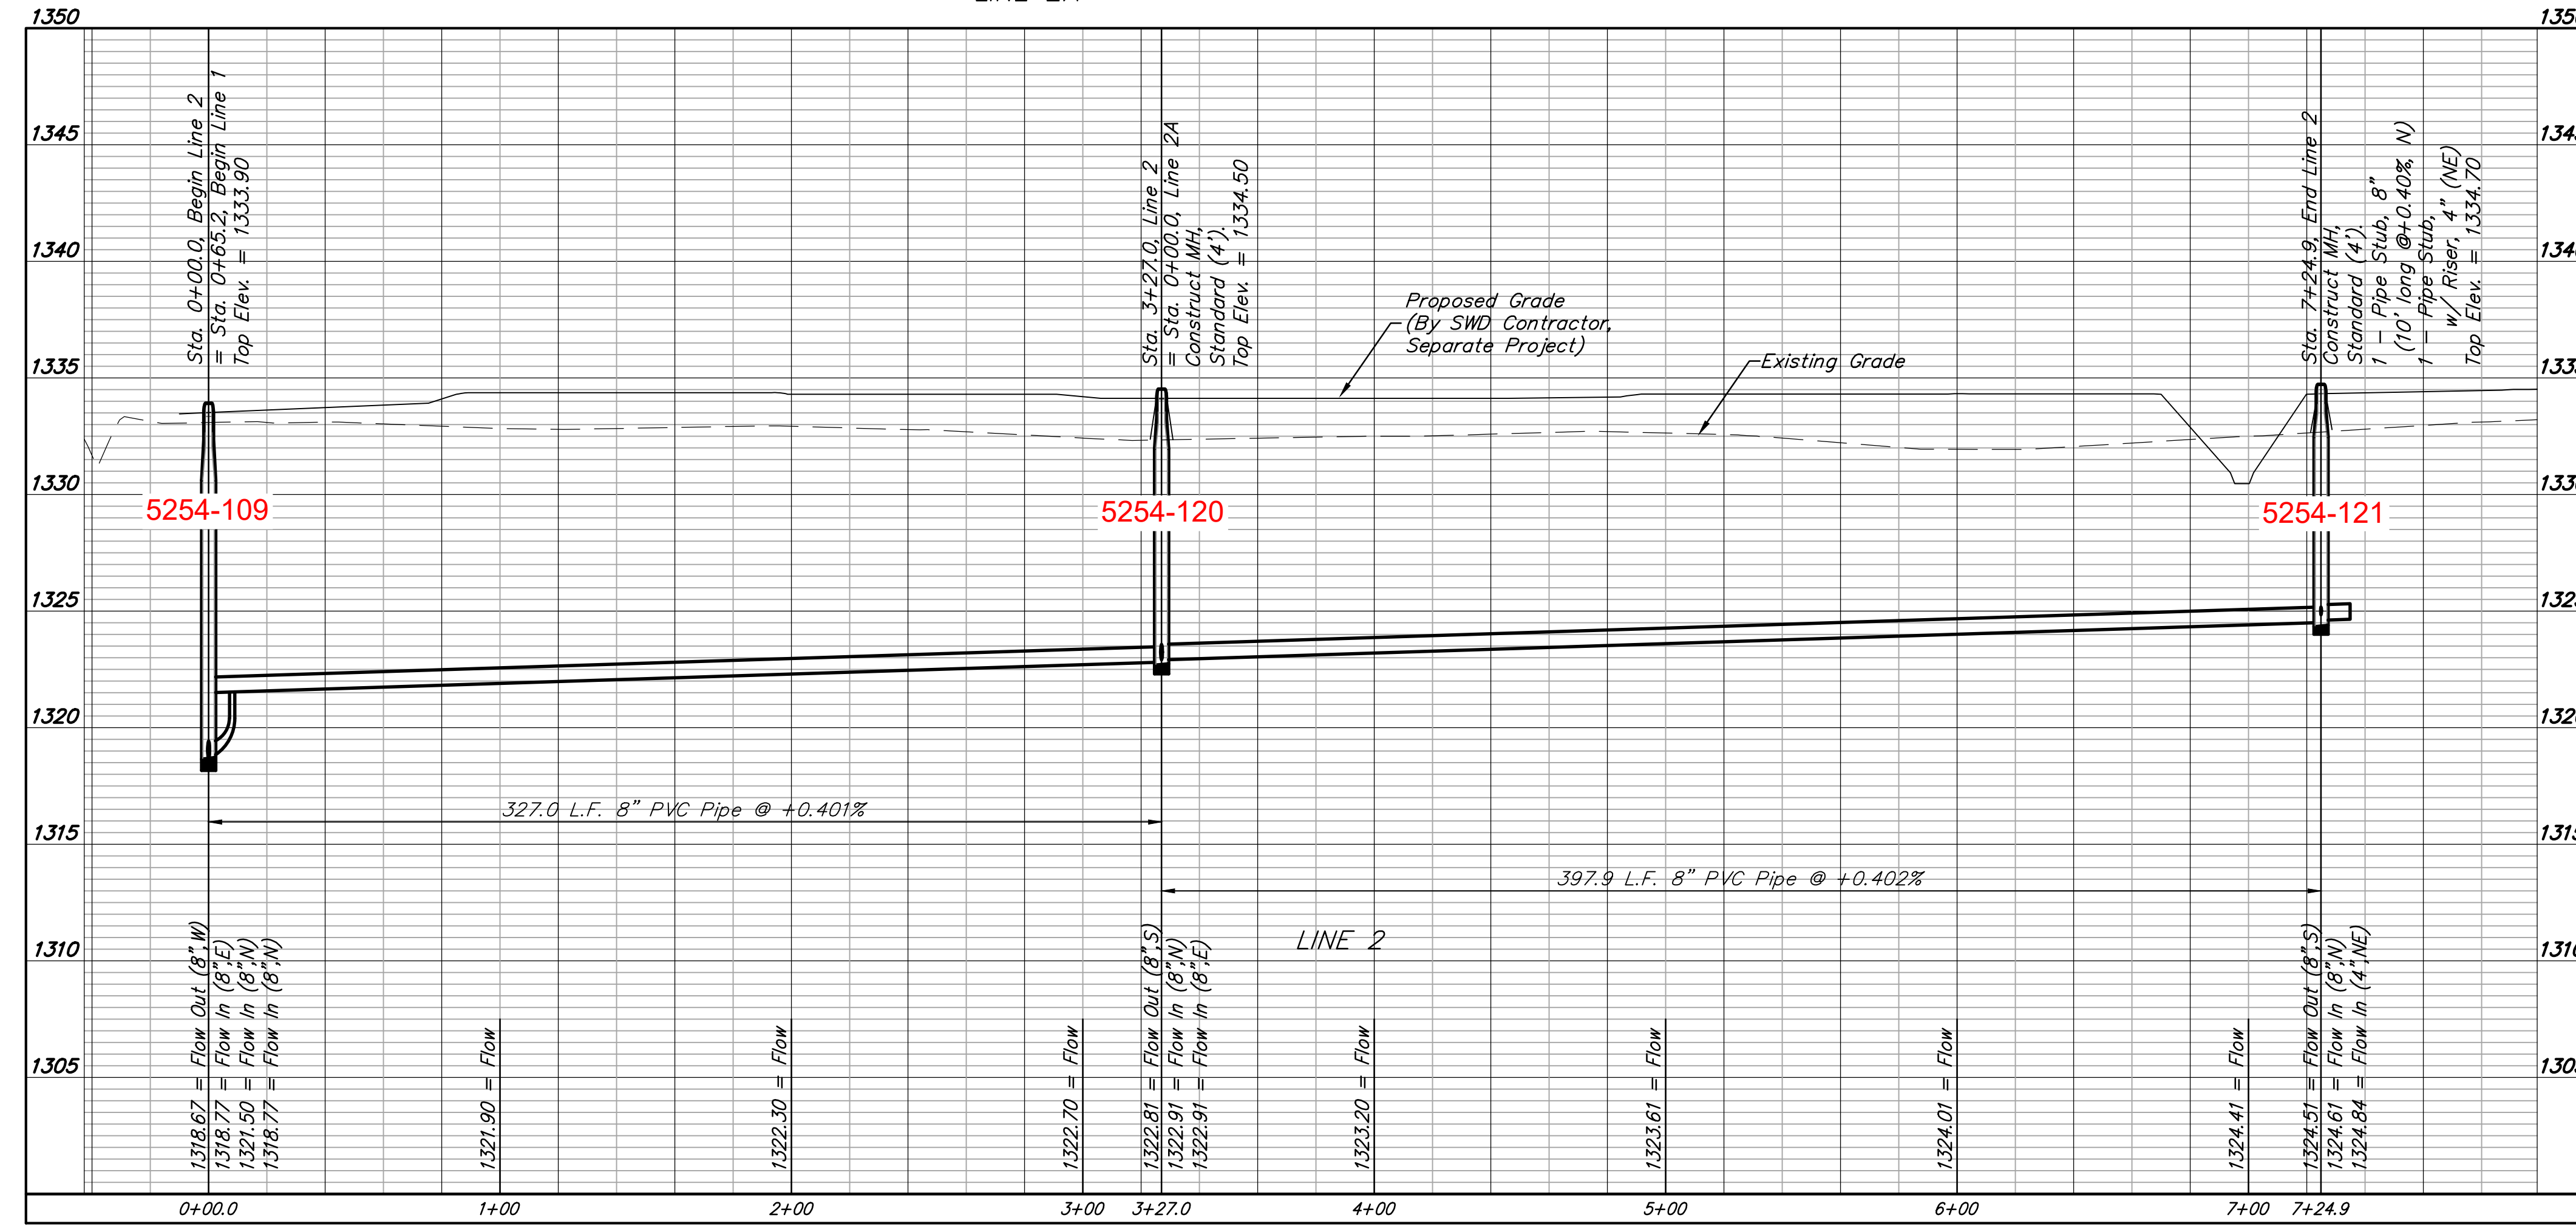 1350
1345
1340
1335
1330
1325
1320
1315
1310
1305
Sta. 0+00.0, Begin Line 2
= Sta. 0+65.2, Begin Line 1
Top Elev. = 1333.90
Sta. 3+27.0, Line 2
= Sta. 0+00.0, Line 2A
Construct MH,
Standard (4').
Top Elev. = 1334.50
Proposed Grade
(By SWD Contractor,
Separate Project)
Existing Grade
Sta. 7+24.9, End Line 2
Construct MH,
Standard (4').
1 – Pipe Stub, 8"
(10' long @+0.40%, N)
1 – Pipe Stub,
w/ Riser, 4" (NE)
Top Elev. = 1334.70
5254-109
5254-120
5254-121
327.0 L.F. 8" PVC Pipe @ +0.401%
397.9 L.F. 8" PVC Pipe @ +0.402%
LINE 2
1318.67 = Flow Out (8",W)
1318.77 = Flow In (8",E)
1321.50 = Flow In (8",N)
1318.77 = Flow In (8",N)
1321.90 = Flow
1322.30 = Flow
1322.70 = Flow
1322.81 = Flow Out (8",S)
1322.91 = Flow In (8",N)
1322.91 = Flow In (8",E)
1323.20 = Flow
1323.61 = Flow
1324.01 = Flow
1324.41 = Flow
1324.51 = Flow Out (8",S)
1324.61 = Flow In (8",N)
1324.84 = Flow In (4",NE)
0+00.0 1+00 2+00 3+00 3+27.0 4+00 5+00 6+00 7+00 7+24.9